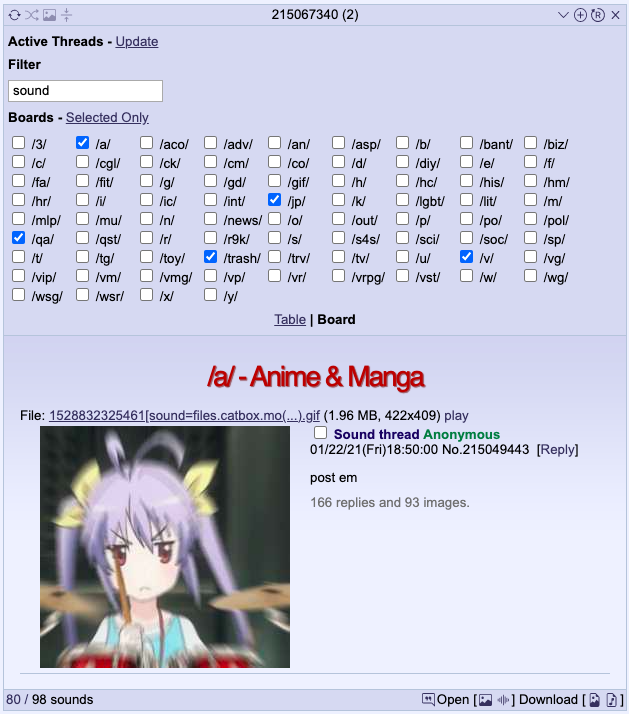 215067340 (2)
Active Threads - Update
Filter
sound
Boards - Selected Only
/3/ /a/ /aco/ /adv/ /an/ /asp/ /b/ /bant/ /biz/
/c/ /cgl/ /ck/ /cm/ /co/ /d/ /diy/ /e/ /f/
/fa/ /fit/ /g/ /gd/ /gif/ /h/ /hc/ /his/ /hm/
/hr/ /i/ /ic/ /int/ /jp/ /k/ /lgbt/ /lit/ /m/
/mlp/ /mu/ /n/ /news/ /o/ /out/ /p/ /po/ /pol/
/qa/ /qst/ /r/ /r9k/ /s/ /s4s/ /sci/ /soc/ /sp/
/t/ /tg/ /toy/ /trash/ /trv/ /tv/ /u/ /v/ /vg/
/vip/ /vm/ /vmg/ /vp/ /vr/ /vrpg/ /vst/ /w/ /wg/
/wsg/ /wsr/ /x/ /y/
Table | Board
/a/ - Anime & Manga
File: 1528832325461[sound=files.catbox.mo(...).gif (1.96 MB, 422x409) play
Sound thread Anonymous
01/22/21(Fri)18:50:00 No.215049443 [Reply]
post em
166 replies and 93 images.
80 / 98 sounds
Open [ ] Download [ ]